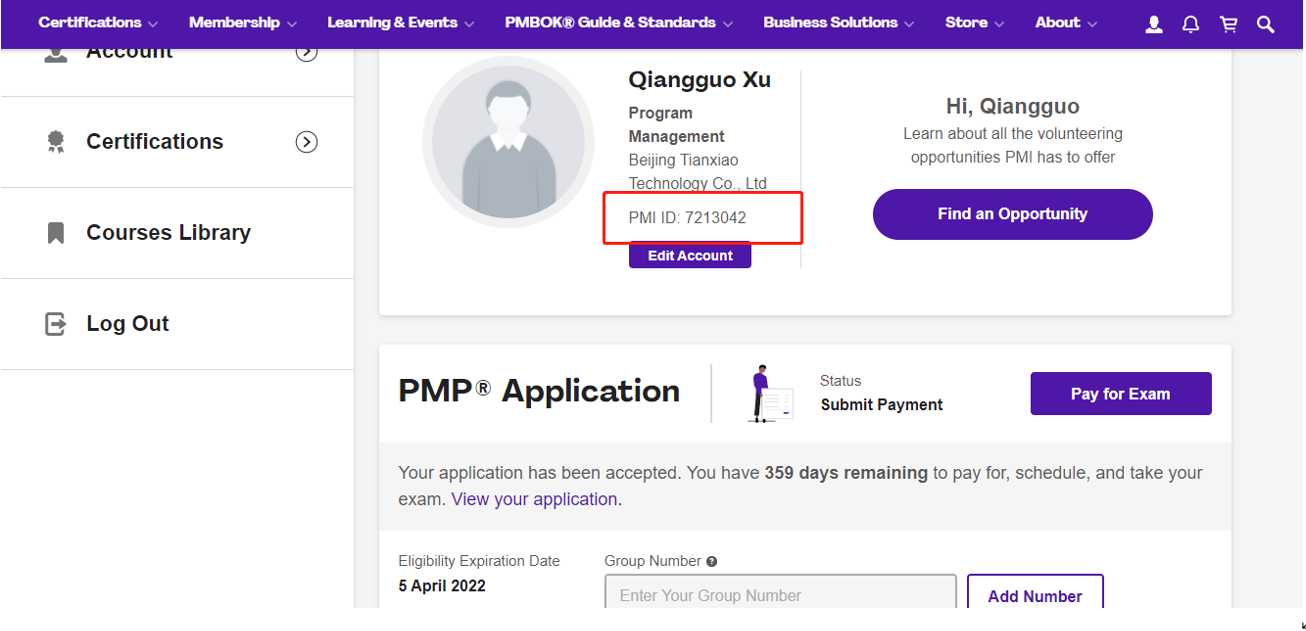 Certifications Membership Learning & Events PMBOK® Guide & Standards Business Solutions Store About
Account
Certifications
Courses Library
Log Out
Qiangguo Xu
Program
Management
Beijing Tianxiao
Technology Co., Ltd
PMI ID: 7213042
Edit Account
Hi, Qiangguo
Learn about all the volunteering
opportunities PMI has to offer
Find an Opportunity
PMP® Application
Status
Submit Payment
Pay for Exam
Your application has been accepted. You have 359 days remaining to pay for, schedule, and take your
exam. View your application.
Eligibility Expiration Date
5 April 2022
Group Number ?
Enter Your Group Number
Add Number